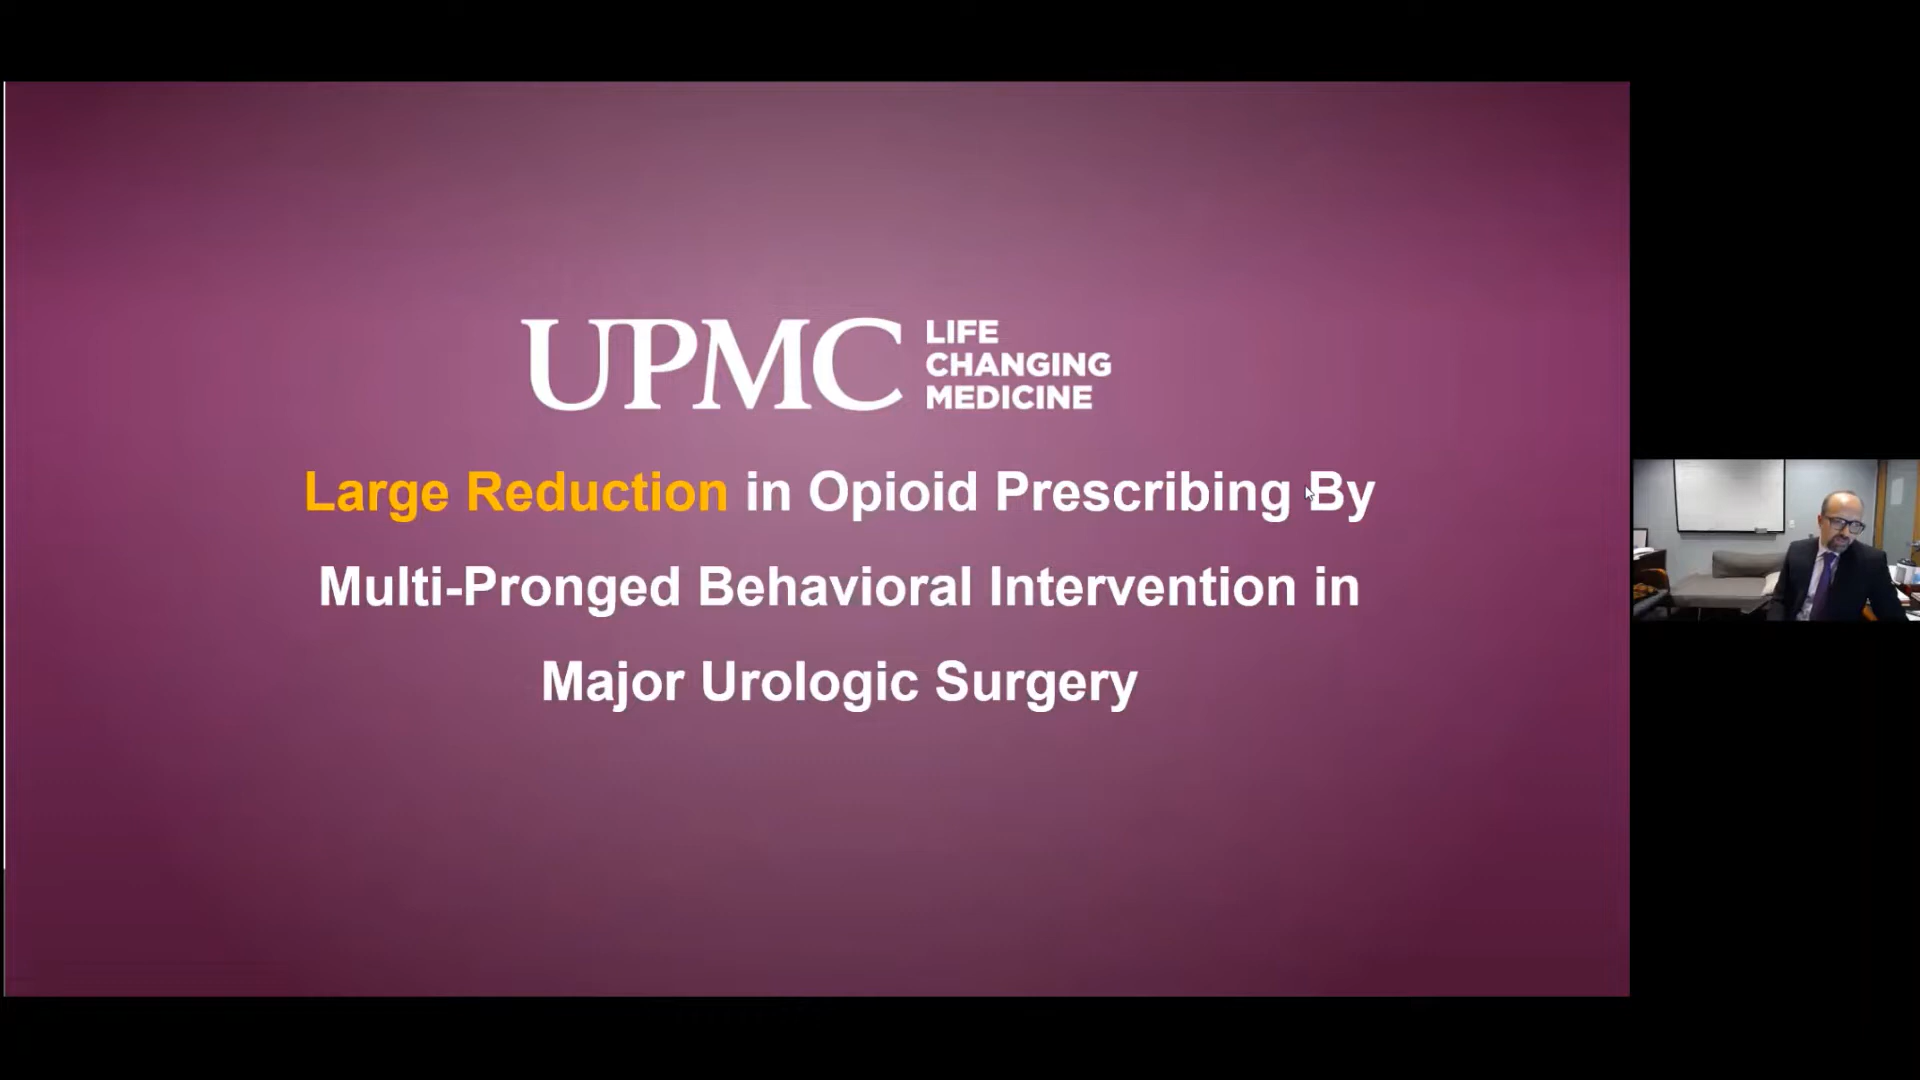 UPMC LIFE
CHANGING
MEDICINE
Large Reduction in Opioid Prescribing By
Multi-Pronged Behavioral Intervention in
Major Urologic Surgery